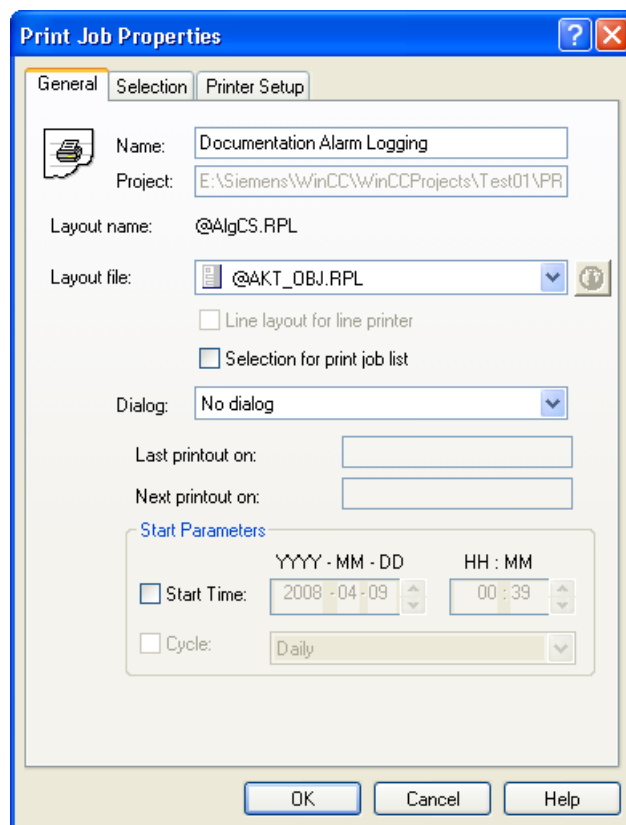 Print Job Properties
General Selection Printer Setup
Name: Documentation Alarm Logging
Project: E:\Siemens\WinCC\WinCCProjects\Test01\PR
Layout name: @AlgCS.RPL
Layout file: @AKT_OBJ.RPL
Line layout for line printer
Selection for print job list
Dialog: No dialog
Last printout on:
Next printout on:
Start Parameters
YYYY - MM - DD HH : MM
Start Time: 2008 - 04 - 09 00 : 39
Cycle: Daily
OK Cancel Help